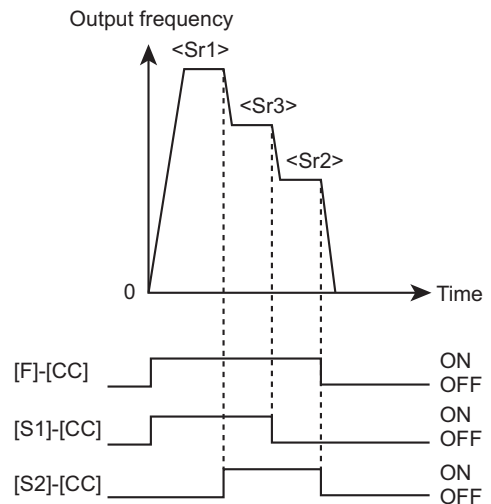 Output frequency
<Sr1>
<Sr3>
<Sr2>
0
Time
[F]-[CC]
ON
OFF
[S1]-[CC]
ON
OFF
[S2]-[CC]
ON
OFF